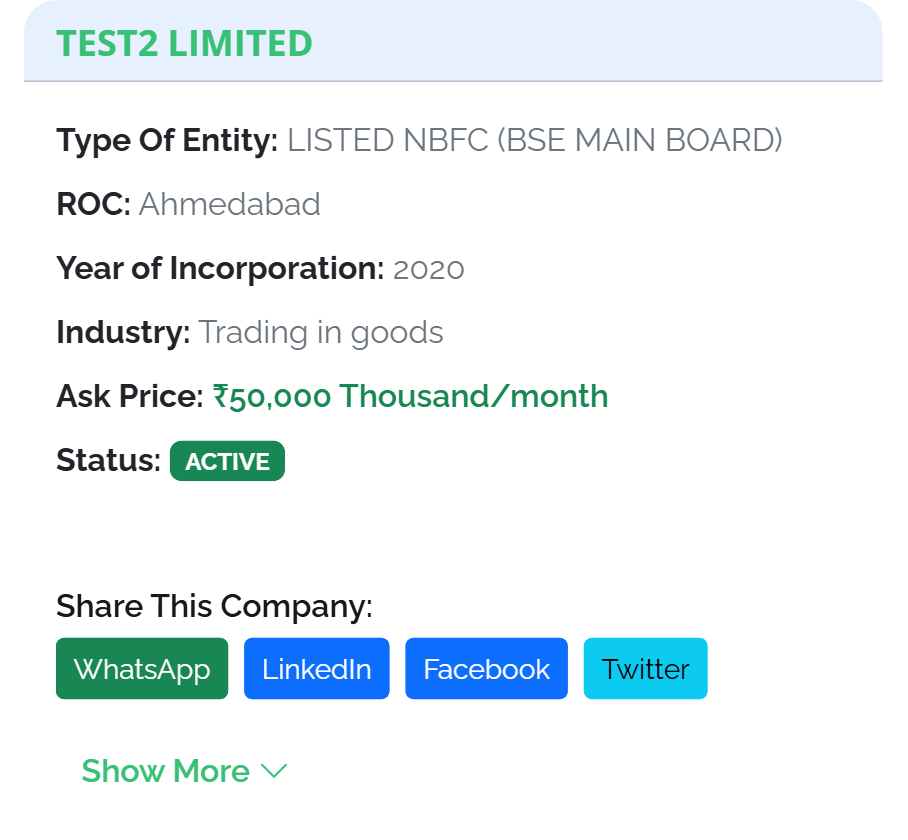 TEST2 LIMITED
Type Of Entity: LISTED NBFC (BSE MAIN BOARD)
ROC: Ahmedabad
Year of Incorporation: 2020
Industry: Trading in goods
Ask Price: ₹50,000 Thousand/month
Status: ACTIVE
Share This Company:
WhatsApp LinkedIn Facebook Twitter
Show More